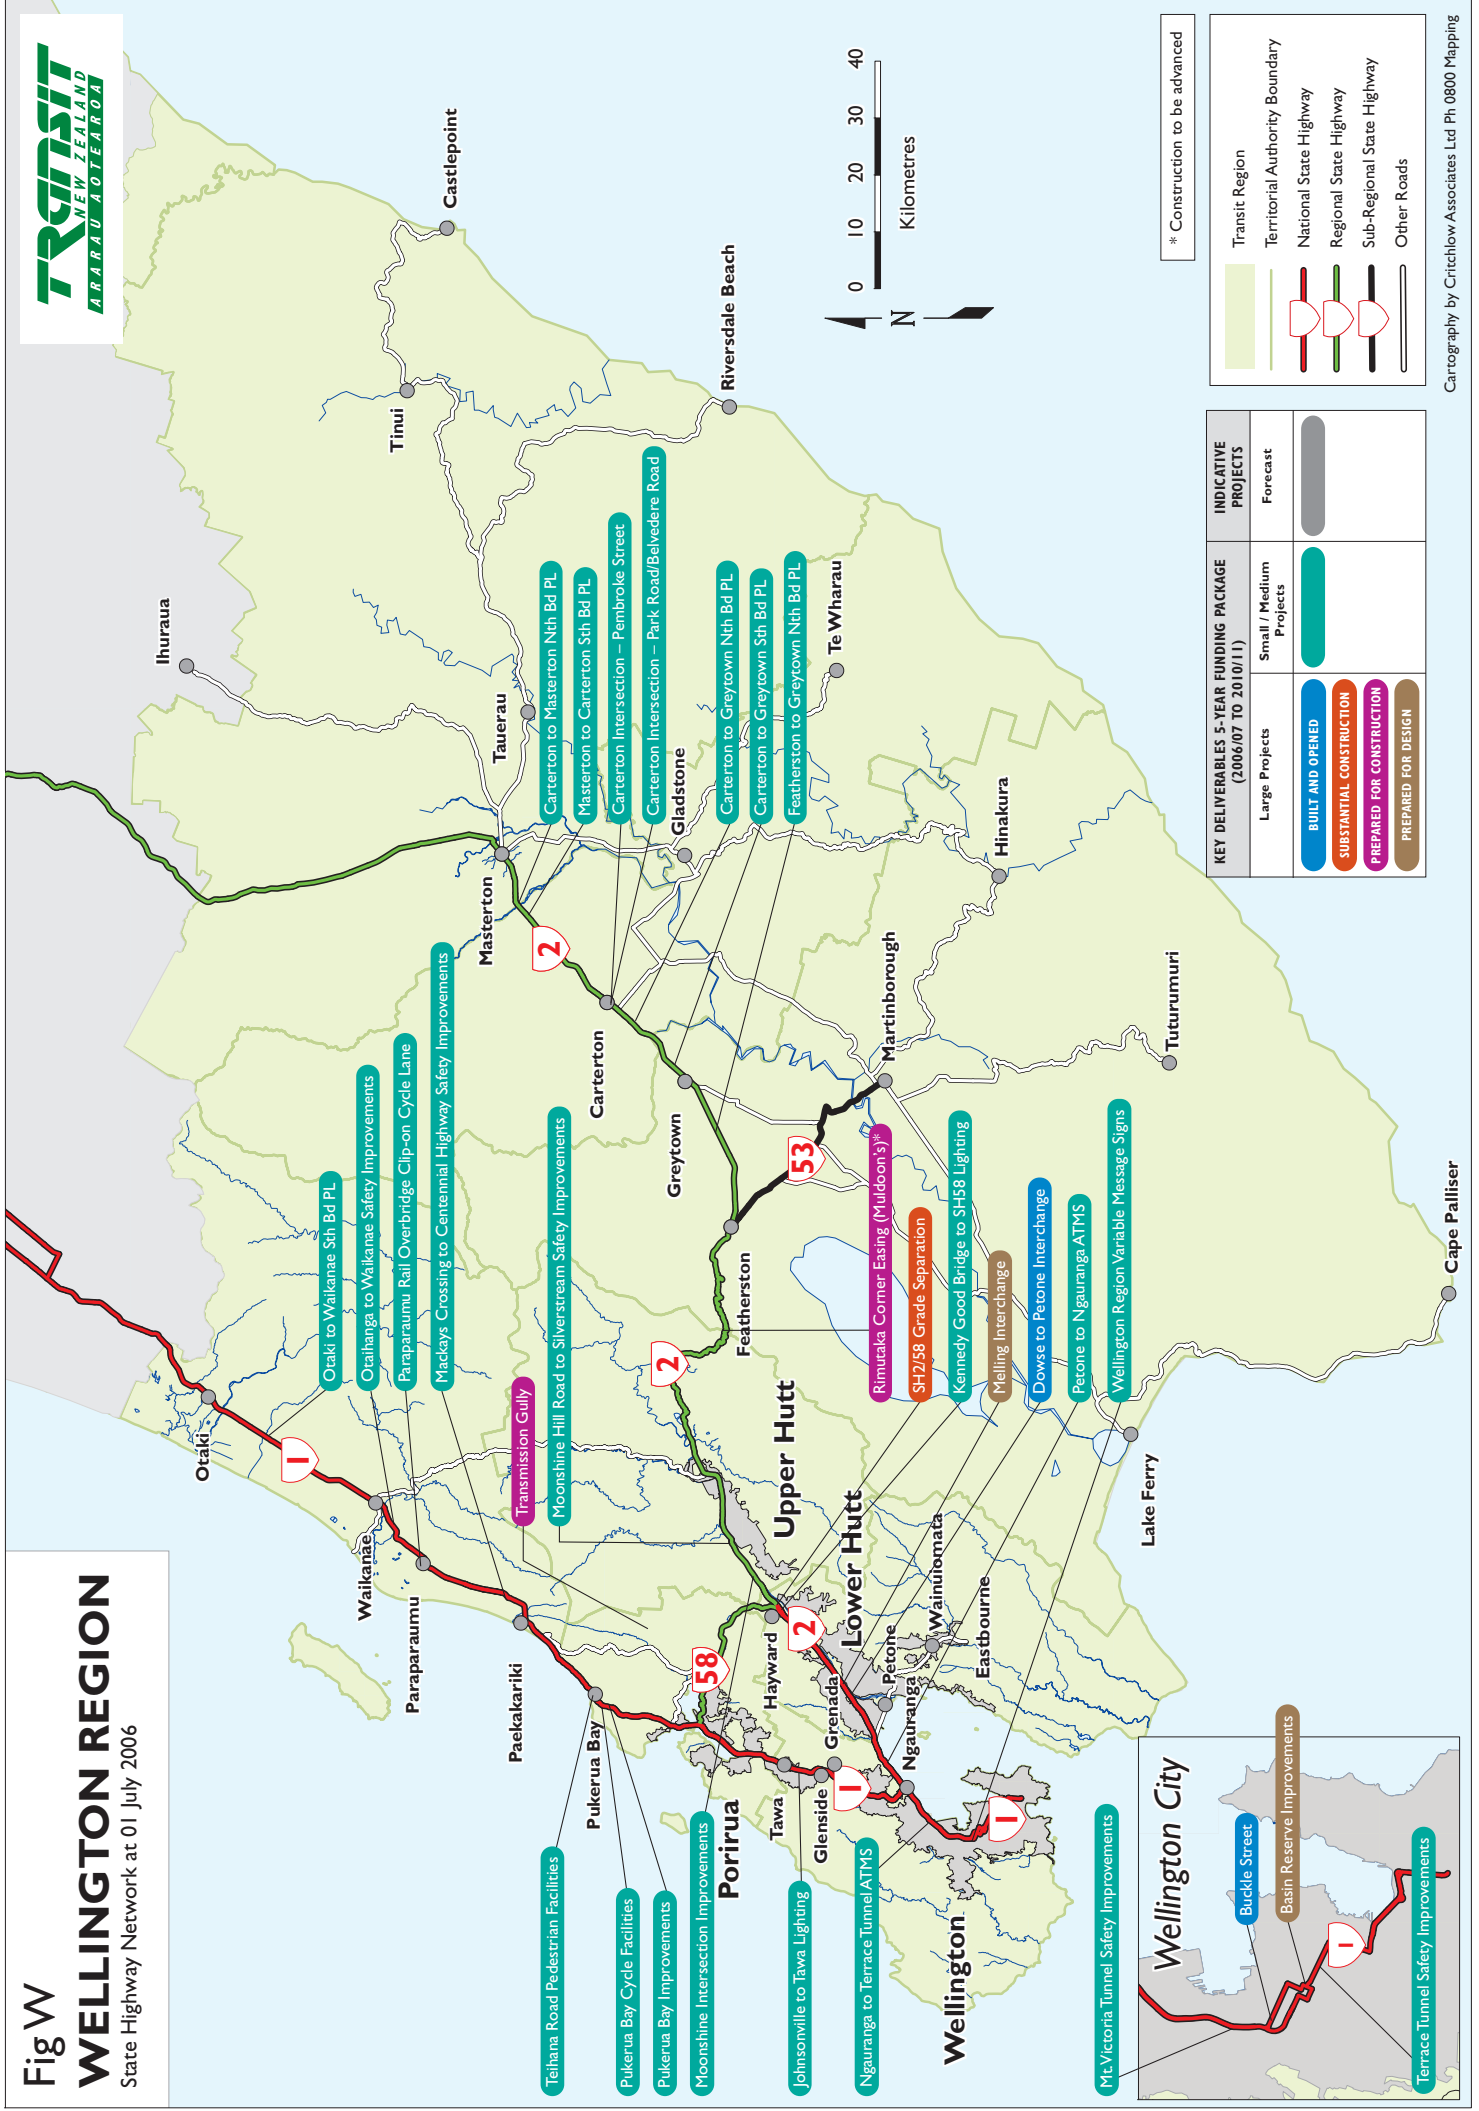 Fig W
WELLINGTON REGION
State Highway Network at 01 July 2006
TRANSIT
NEW ZEALAND
ARARAU AOTEAROA
Otaki
Waikanae
Paraparaumu
Paekakariki
Pukerua Bay
Porirua
Tawa
Glenside
Grenada
Ngauranga
Petone
Hayward
Lower Hutt
Upper Hutt
Wainuiomata
Eastbourne
Wellington
Lake Ferry
Cape Palliser
Featherston
Greytown
Carterton
Masterton
Martinborough
Tuturumuri
Hinakura
Gladstone
Te Wharau
Tauerau
Ihuraua
Tinui
Castlepoint
Riversdale Beach
1
2
2
2
53
58
1
1
Otaki to Waikanae Sth Bd PL
Otaihanga to Waikanae Safety Improvements
Paraparaumu Rail Overbridge Clip-on Cycle Lane
Mackays Crossing to Centennial Highway Safety Improvements
Transmission Gully
Moonshine Hill Road to Silverstream Safety Improvements
Carterton to Masterton Nth Bd PL
Masterton to Carterton Sth Bd PL
Carterton Intersection – Pembroke Street
Carterton Intersection – Park Road/Belvedere Road
Carterton to Greytown Nth Bd PL
Carterton to Greytown Sth Bd PL
Featherston to Greytown Nth Bd PL
Rimutaka Corner Easing (Muldoon's)*
SH2/58 Grade Separation
Kennedy Good Bridge to SH58 Lighting
Melling Interchange
Dowse to Petone Interchange
Petone to Ngauranga ATMS
Wellington Region Variable Message Signs
Teihana Road Pedestrian Facilities
Pukerua Bay Cycle Facilities
Pukerua Bay Improvements
Moonshine Intersection Improvements
Johnsonville to Tawa Lighting
Ngauranga to Terrace Tunnel ATMS
Mt.Victoria Tunnel Safety Improvements
Wellington City
Buckle Street
Basin Reserve Improvements
1
Terrace Tunnel Safety Improvements
0 10 20 30 40
Kilometres
N
* Construction to be advanced
Transit Region
Territorial Authority Boundary
National State Highway
Regional State Highway
Sub-Regional State Highway
Other Roads
KEY DELIVERABLES 5-YEAR FUNDING PACKAGE
(2006/07 TO 2010/11)
INDICATIVE
PROJECTS
Large Projects
Small / Medium
Projects
Forecast
BUILT AND OPENED
SUBSTANTIAL CONSTRUCTION
PREPARED FOR CONSTRUCTION
PREPARED FOR DESIGN
Cartography by Critchlow Associates Ltd Ph 0800 Mapping